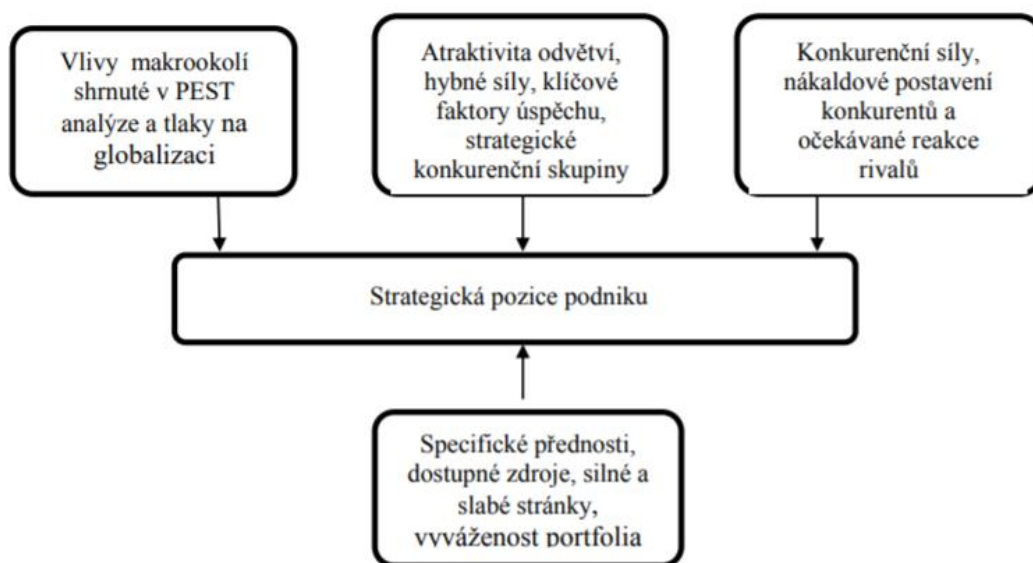 Vlivy makrookolí
shrnuté v PEST
analýze a tlaky na
globalizaci
Atraktivita odvětví,
hybné síly, klíčové
faktory úspěchu,
strategické
konkurenční skupiny
Konkurenční síly,
nákaldové postavení
konkurentů a
očekávané reakce
rivalů
Strategická pozice podniku
Specifické přednosti,
dostupné zdroje, silné a
slabé stránky,
vyváženost portfolia